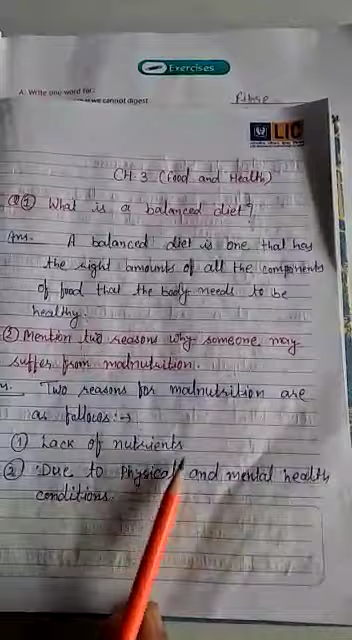 Exercises
A. Write one word for:
we cannot digest
LIC
CH. 3. (Food and Health)
Q① What is a balanced diet?
Ans. A balanced diet is one that has
the right amounts of all the components
of food that the body needs to be
healthy.
② Mention two reasons why someone may
suffer from malnutrition.
Two reasons for malnutrition are
as follows:→
① Lack of nutrients
② Due to Physical and mental health
conditions.